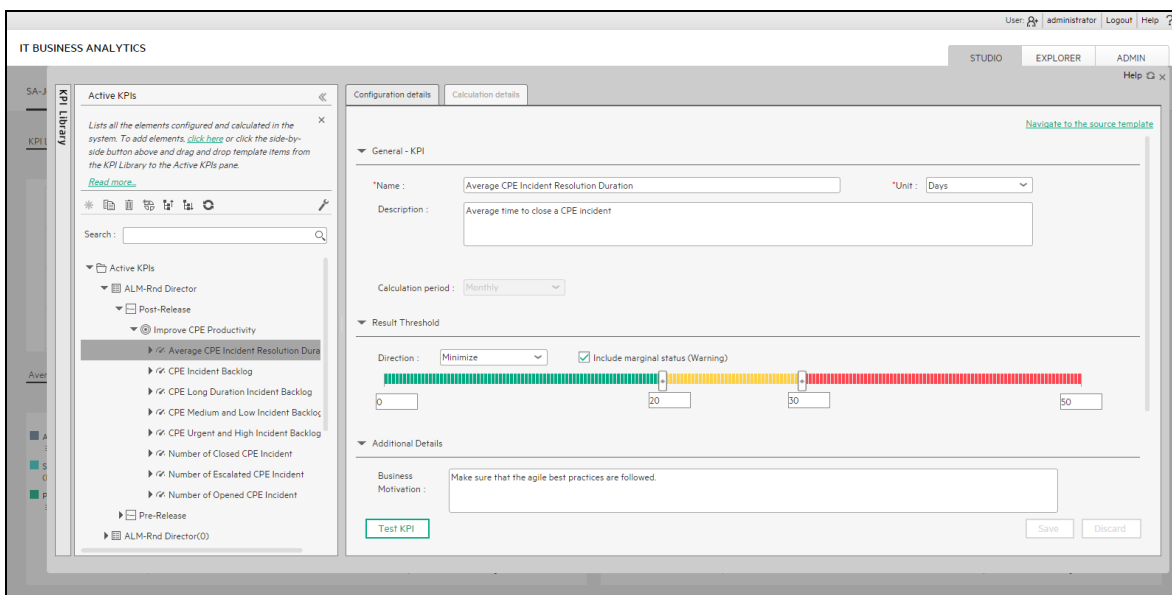 User: administrator Logout Help ?
IT BUSINESS ANALYTICS
STUDIO EXPLORER ADMIN
Help
SA-J
KPI L
Aver
KPI Library
Active KPIs
Lists all the elements configured and calculated in the
system. To add elements, click here or click the side-by-
side button above and drag and drop template items from
the KPI Library to the Active KPIs pane.
Read more...
Search :
Active KPIs
ALM-Rnd Director
Post-Release
Improve CPE Productivity
Average CPE Incident Resolution Dura
CPE Incident Backlog
CPE Long Duration Incident Backlog
CPE Medium and Low Incident Backlog
CPE Urgent and High Incident Backlog
Number of Closed CPE Incident
Number of Escalated CPE Incident
Number of Opened CPE Incident
Pre-Release
ALM-Rnd Director(0)
Configuration details Calculation details
Navigate to the source template
General - KPI
*Name : Average CPE Incident Resolution Duration *Unit : Days
Description : Average time to close a CPE incident
Calculation period : Monthly
Result Threshold
Direction : Minimize Include marginal status (Warning)
0 20 30 50
Additional Details
Business Make sure that the agile best practices are followed.
Motivation :
Test KPI Save Discard